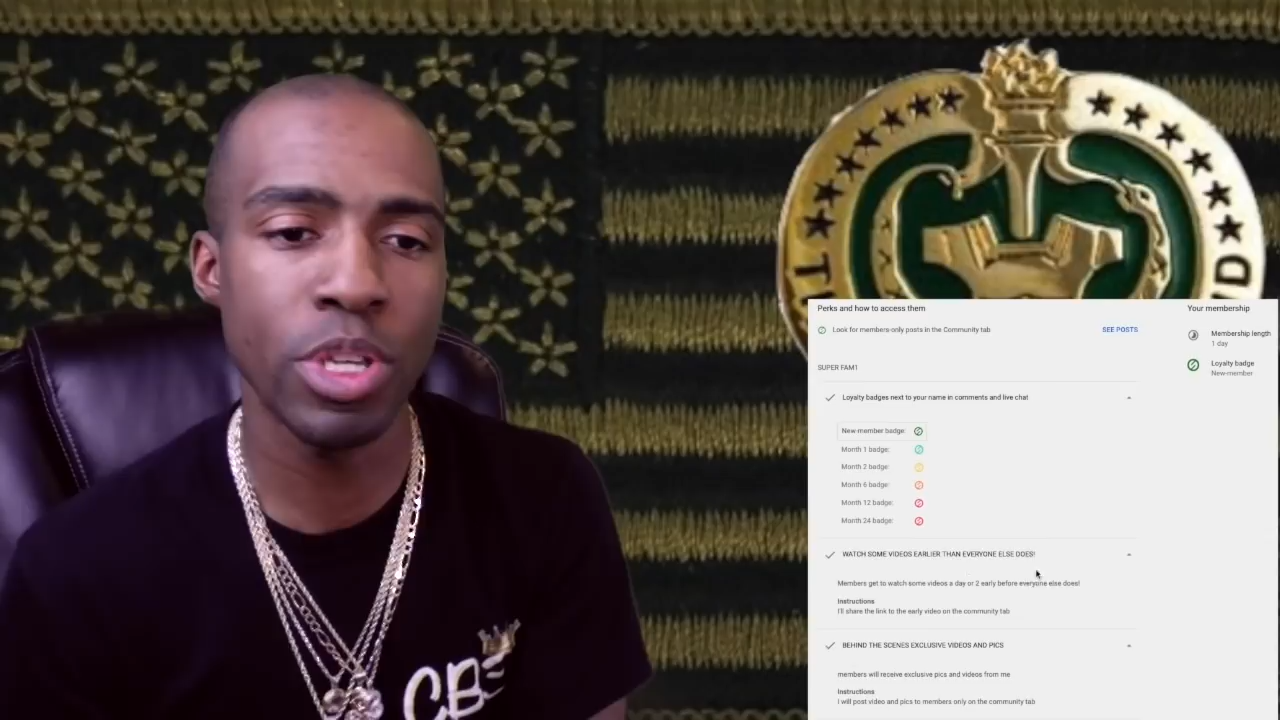 T
D
Perks and how to access them
Look for members-only posts in the Community tab
SEE POSTS
SUPER FAM1
Loyalty badges next to your name in comments and live chat
New-member badge:
Month 1 badge:
Month 2 badge:
Month 6 badge:
Month 12 badge:
Month 24 badge:
WATCH SOME VIDEOS EARLIER THAN EVERYONE ELSE DOES!
Members get to watch some videos a day or 2 early before everyone else does!
Instructions
I'll share the link to the early video on the community tab
BEHIND THE SCENES EXCLUSIVE VIDEOS AND PICS
members will receive exclusive pics and videos from me
Instructions
I will post video and pics to members only on the community tab
Your membership
Membership length
1 day
Loyalty badge
New-member
CBE